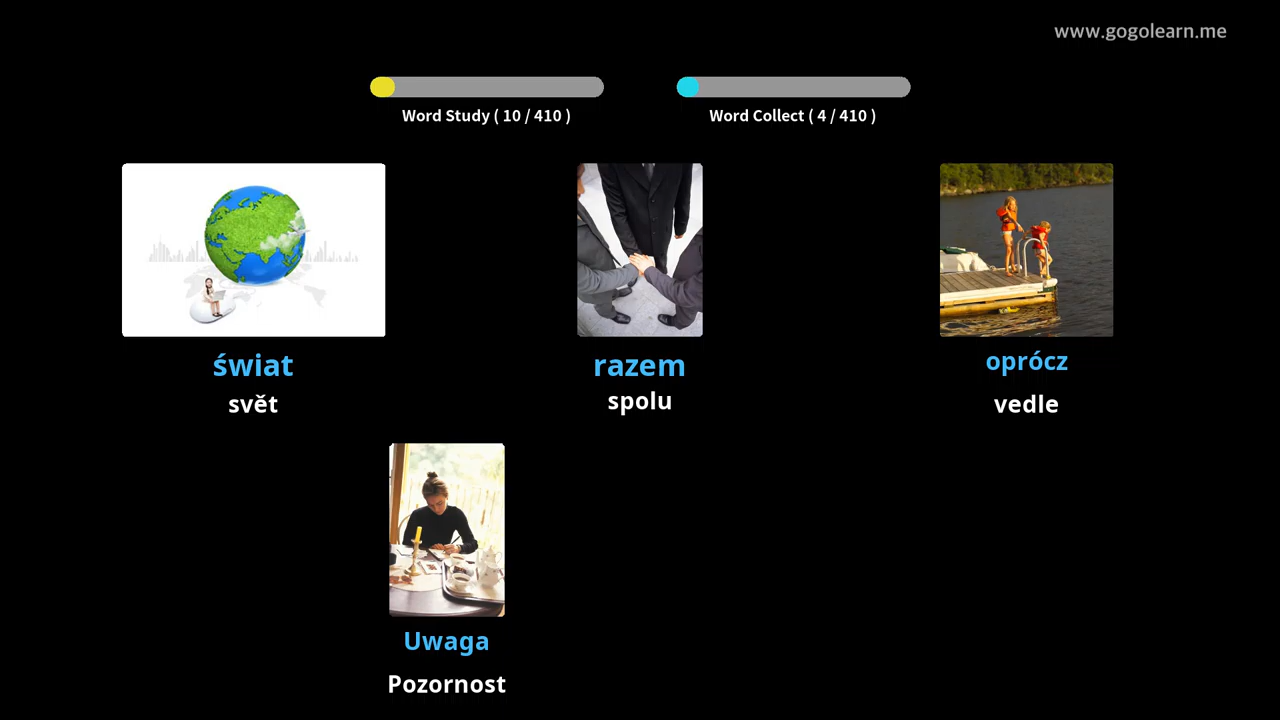 www.gogolearn.me
Word Study ( 10 / 410 )
Word Collect ( 4 / 410 )
świat
svět
razem
spolu
oprócz
vedle
Uwaga
Pozornost